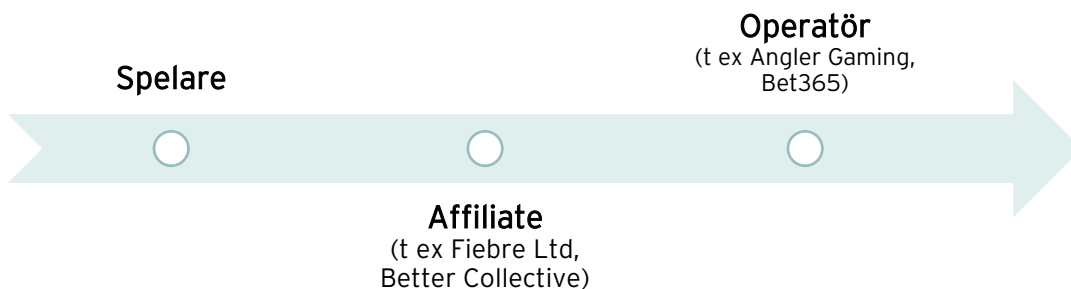 Spelare
Affiliate
(t ex Fiebre Ltd,
Better Collective)
Operatör
(t ex Angler Gaming,
Bet365)